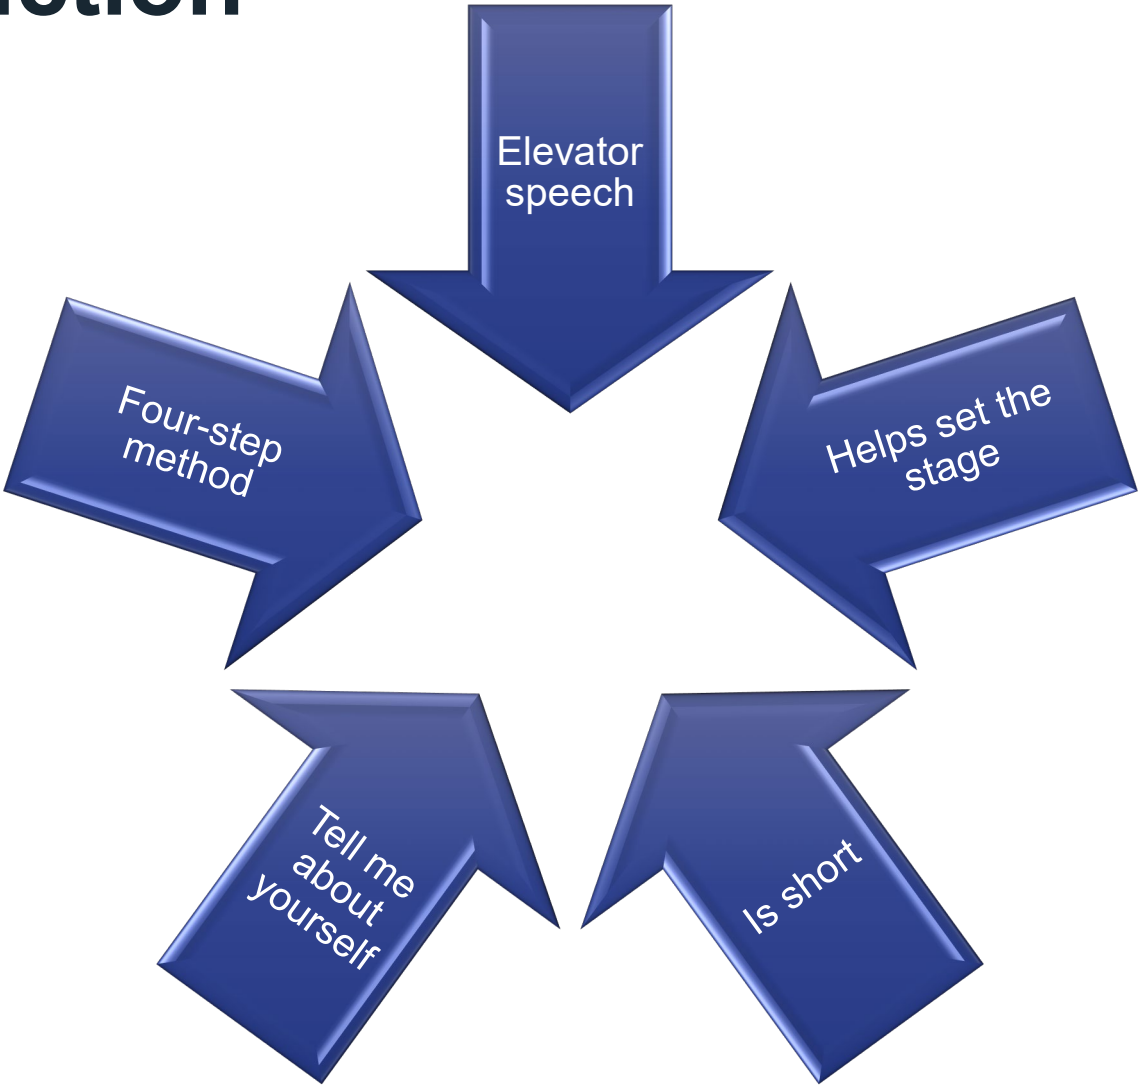 Elevator
speech
Helps set the
stage
Is short
Tell me
about
yourself
Four-step
method